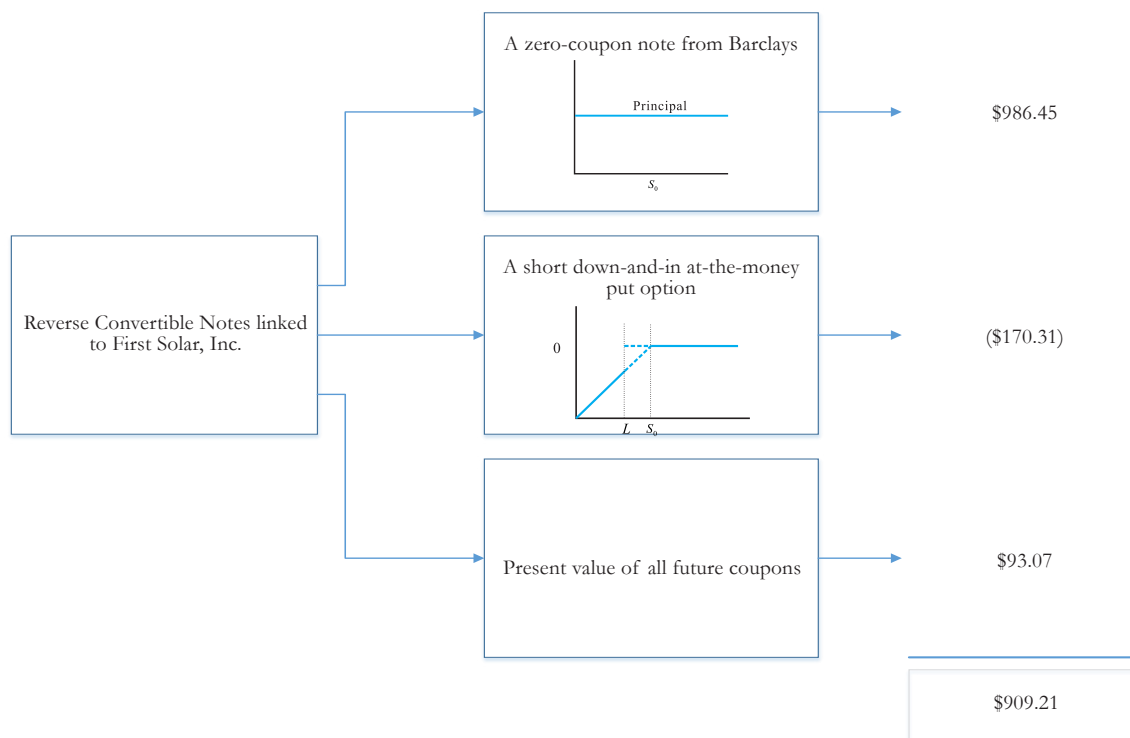 A zero-coupon note from Barclays
Principal
S₀
$986.45
Reverse Convertible Notes linked
to First Solar, Inc.
A short down-and-in at-the-money
put option
0
L S₀
($170.31)
Present value of all future coupons
$93.07
$909.21